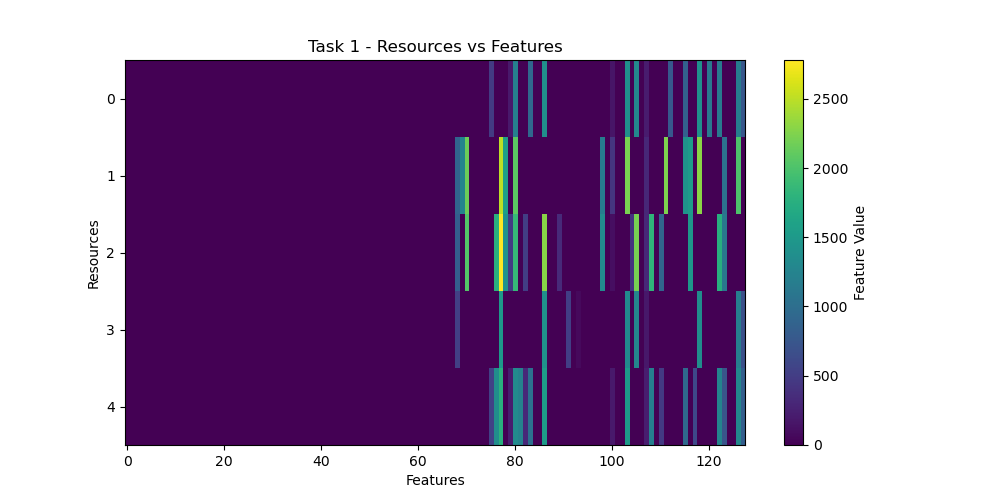 Task 1 - Resources vs Features
Resources
0
1
2
3
4
0 20 40 60 80 100 120
Features
2500
2000
1500
1000
500
0
Feature Value